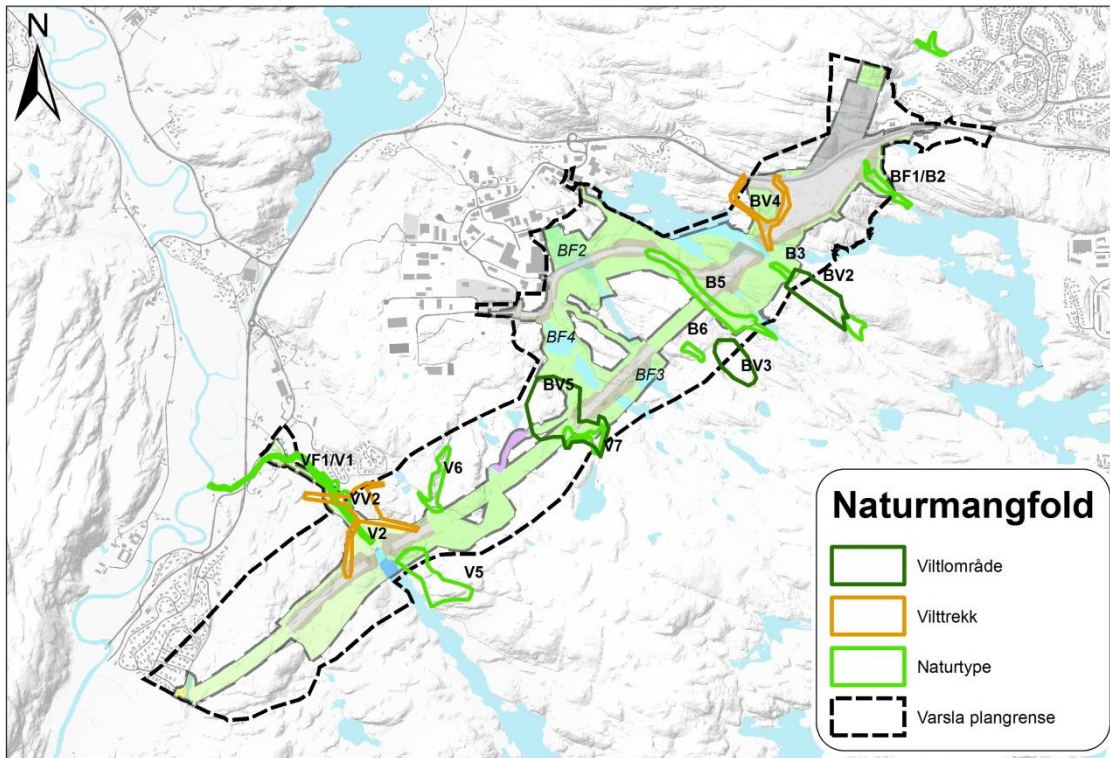 N
BF1/B2
BV4
BF2
B3
BV2
B5
B6
BF4
BF3
BV3
BV5
V7
VF1/V1
V6
VV2
V2
V5
Naturmangfold
Viltlområde
Vilttrekk
Naturtype
Varsla plangrense